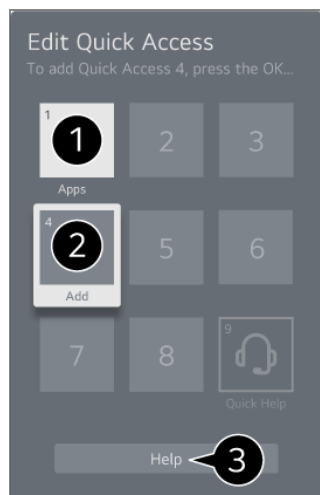 Edit Quick Access
To add Quick Access 4, press the OK...
1
1
2
3
Apps
4
2
5
6
Add
7
8
9
Quick Help
Help
3